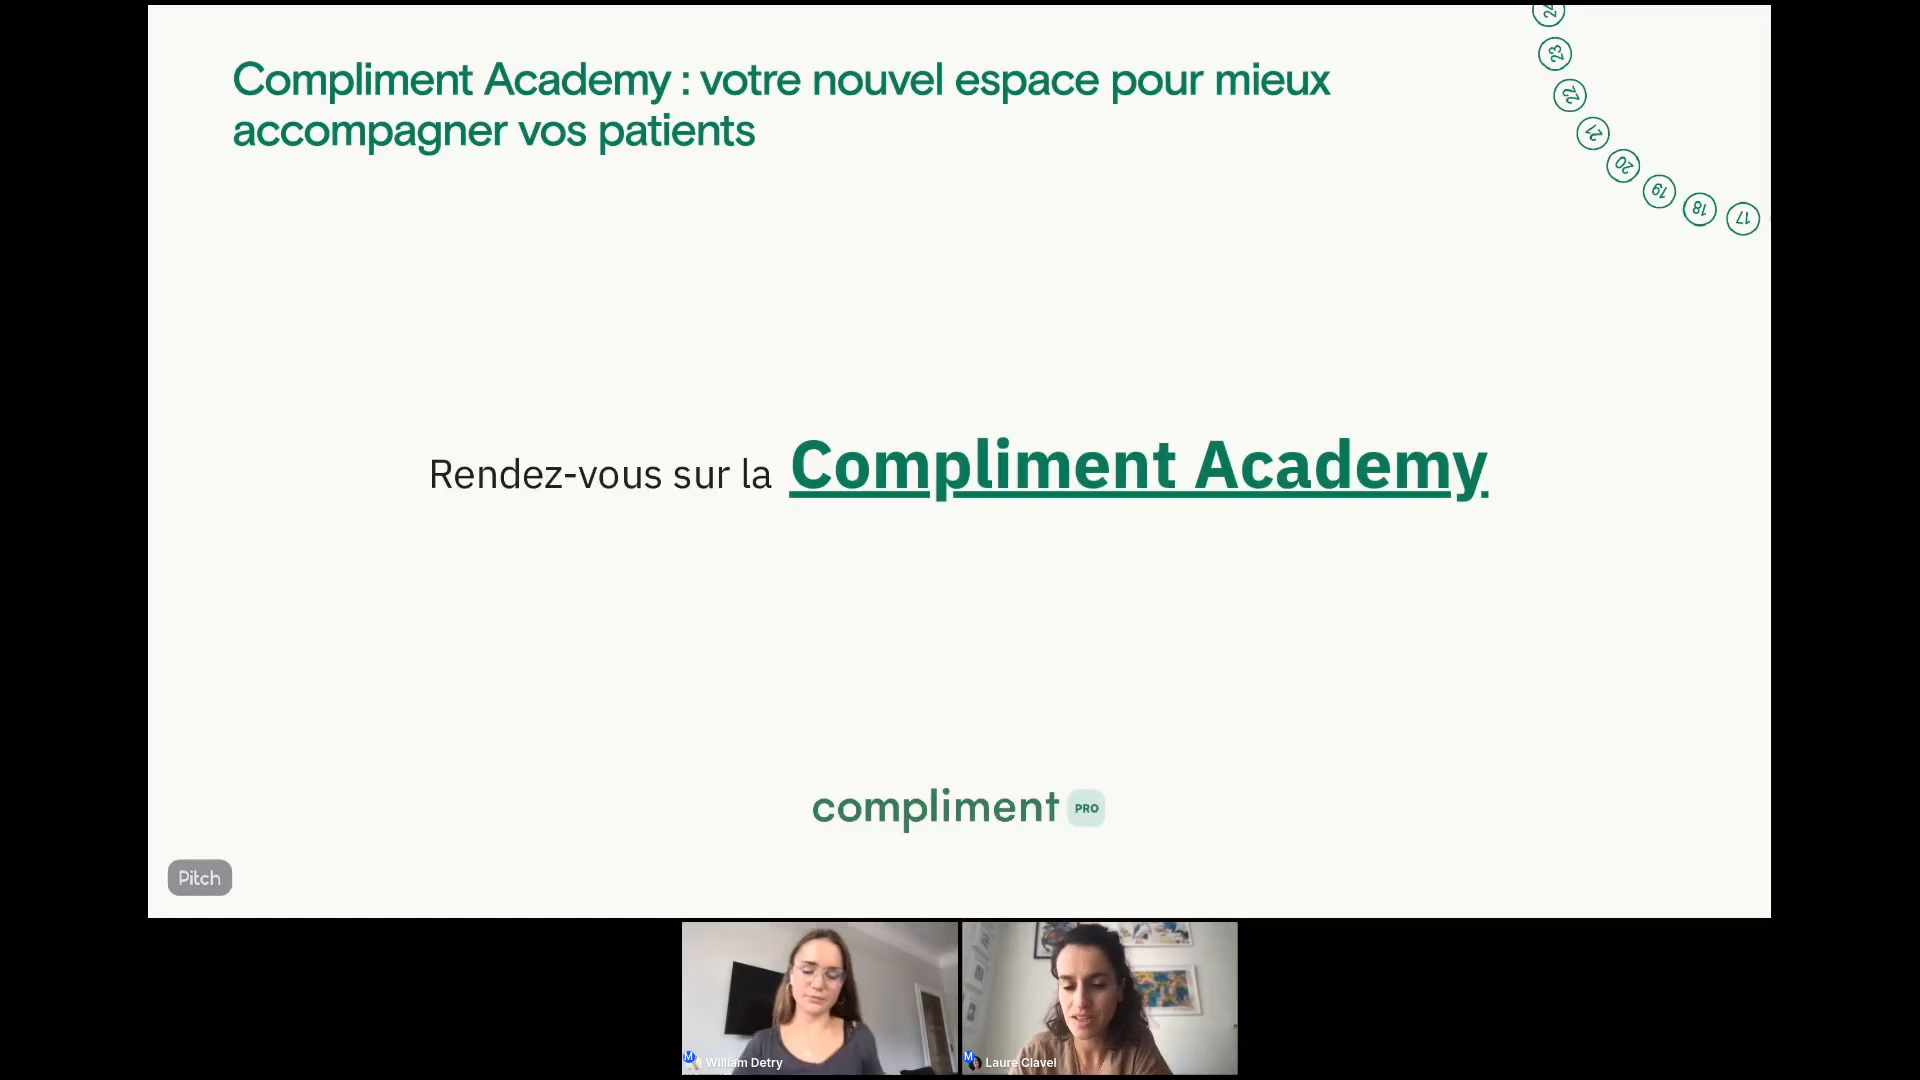 Compliment Academy : votre nouvel espace pour mieux
accompagner vos patients
24
23
22
21
20
19
18
17
Rendez-vous sur la Compliment Academy
compliment PRO
Pitch
M William Detry
M Laure Clavel